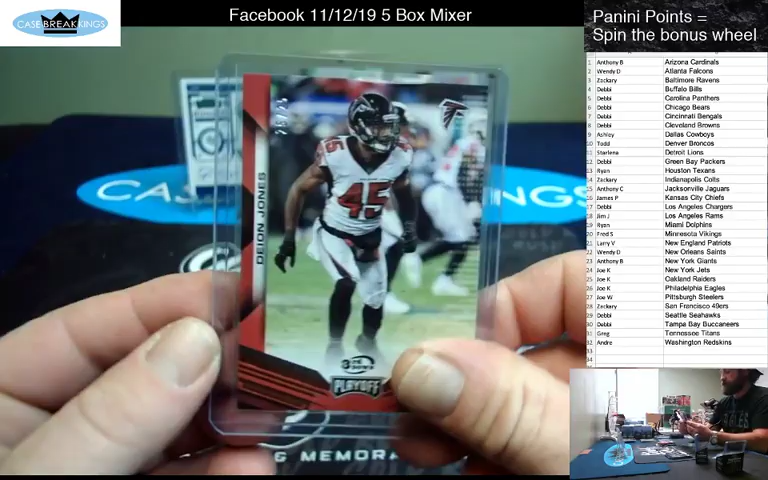 Facebook 11/12/19 5 Box Mixer
Panini Points =
Spin the bonus wheel
CASE BREAK KINGS
1 Anthony B Arizona Cardinals
2 Wendy D Atlanta Falcons
3 Zackary Baltimore Ravens
4 Debbi Buffalo Bills
5 Debbi Carolina Panthers
6 Debbi Chicago Bears
7 Debbi Cincinnati Bengals
8 Debbi Cleveland Browns
9 Ashley Dallas Cowboys
10 Todd Denver Broncos
11 Starlena Detroit Lions
12 Debbi Green Bay Packers
13 Ryan Houston Texans
14 Zackary Indianapolis Colts
15 Anthony C Jacksonville Jaguars
16 James P Kansas City Chiefs
17 Debbi Los Angeles Chargers
18 Jim J Los Angeles Rams
19 Ryan Miami Dolphins
20 Fred S Minnesota Vikings
21 Larry V New England Patriots
22 Wendy D New Orleans Saints
23 Anthony B New York Giants
24 Joe K New York Jets
25 Joe K Oakland Raiders
26 Joe K Philadelphia Eagles
27 Joe W Pittsburgh Steelers
28 Zackary San Francisco 49ers
29 Debbi Seattle Seahawks
30 Debbi Tampa Bay Buccaneers
31 Greg Tennessee Titans
32 Andre Washington Redskins
33
34
DEION JONES
45
45
PLAYOFF
CAS
NGS
G MEMORA